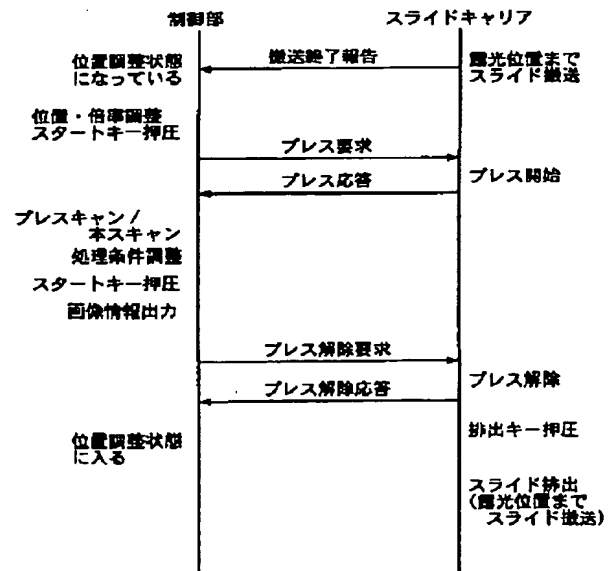 制御部
スライドキャリア
搬送終了報告
位置調整状態
になっている
露光位置まで
スライド搬送
位置・倍率調整
スタートキー押圧
プレス要求
プレス開始
プレス応答
プレスキャン/
本スキャン
処理条件調整
スタートキー押圧
画像情報出力
プレス解除要求
プレス解除
プレス解除応答
排出キー押圧
位置調整状態
に入る
スライド排出
(露光位置まで
スライド搬送)